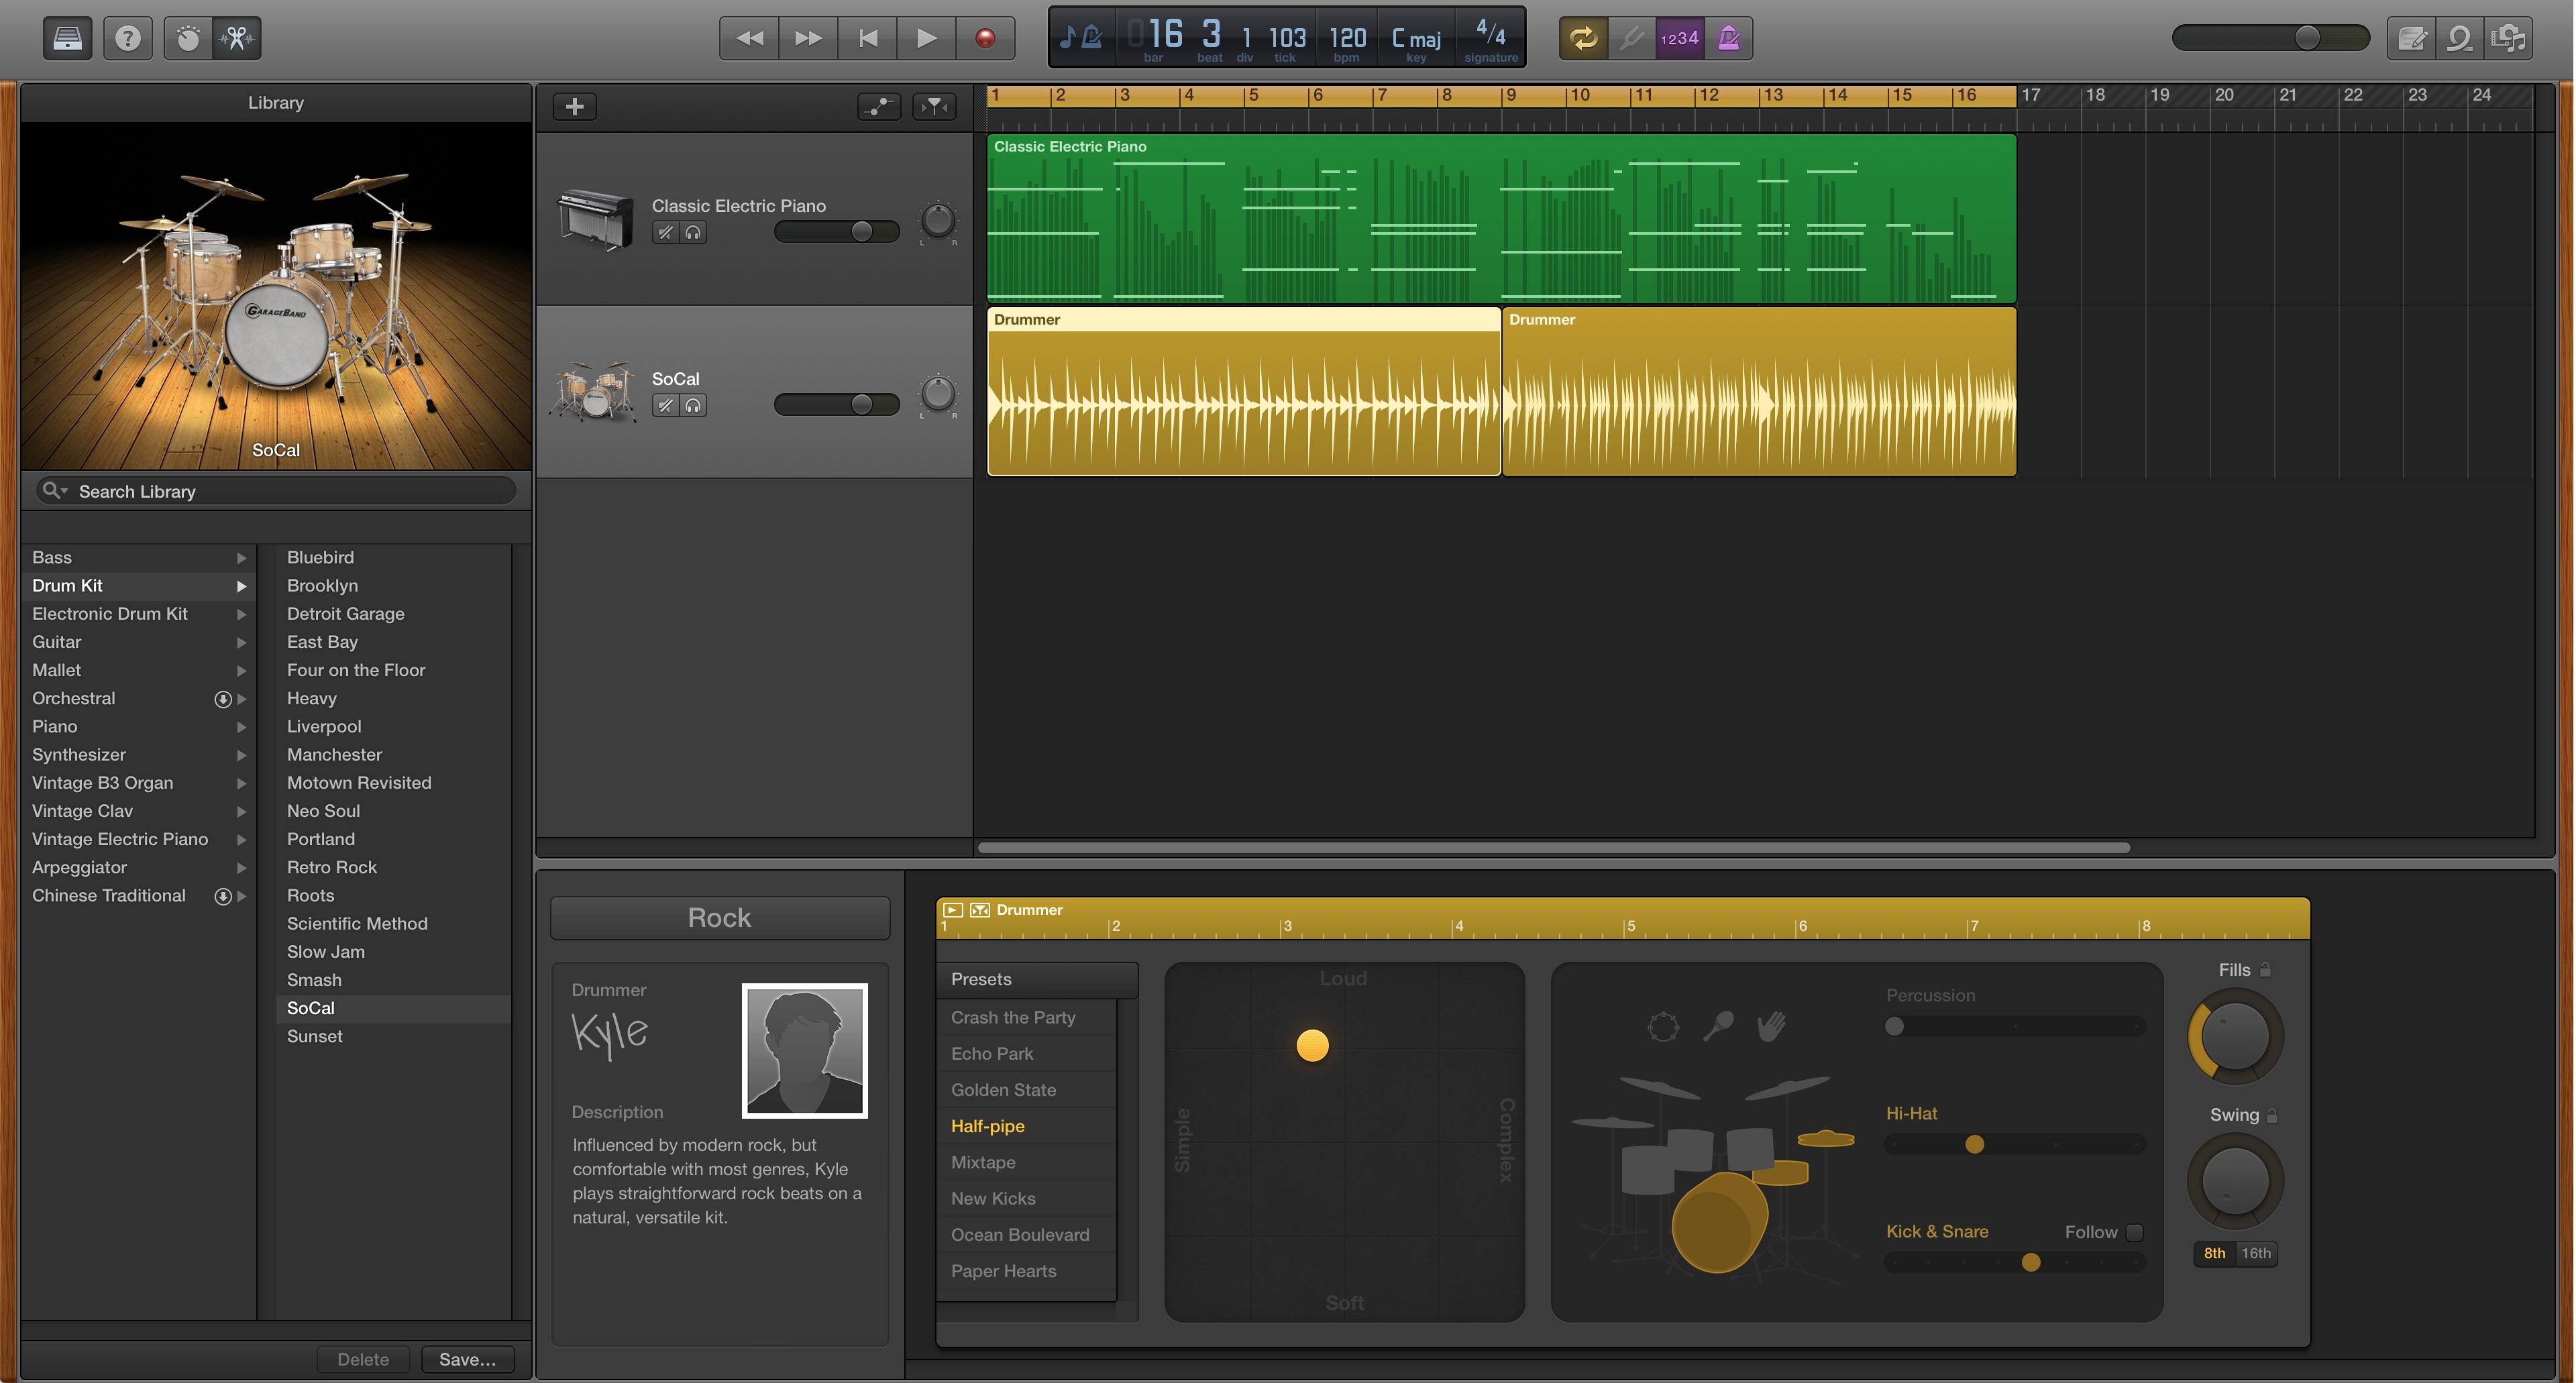 16 3 1 103 120 C maj 4/4
bar beat div tick bpm key signature
1234
Library
GARAGEBAND
SoCal
Search Library
Bass
Drum Kit
Electronic Drum Kit
Guitar
Mallet
Orchestral
Piano
Synthesizer
Vintage B3 Organ
Vintage Clav
Vintage Electric Piano
Arpeggiator
Chinese Traditional
Bluebird
Brooklyn
Detroit Garage
East Bay
Four on the Floor
Heavy
Liverpool
Manchester
Motown Revisited
Neo Soul
Portland
Retro Rock
Roots
Scientific Method
Slow Jam
Smash
SoCal
Sunset
Delete
Save...
1 2 3 4 5 6 7 8 9 10 11 12 13 14 15 16 17 18 19 20 21 22 23 24
Classic Electric Piano
L R
SoCal
L R
Classic Electric Piano
Drummer
Drummer
Rock
Drummer
Kyle
Description
Influenced by modern rock, but
comfortable with most genres, Kyle
plays straightforward rock beats on a
natural, versatile kit.
Drummer
1 2 3 4 5 6 7 8
Presets
Crash the Party
Echo Park
Golden State
Half-pipe
Mixtape
New Kicks
Ocean Boulevard
Paper Hearts
Loud
Simple
Complex
Soft
Percussion
Hi-Hat
Kick & Snare
Follow
Fills
Swing
8th 16th